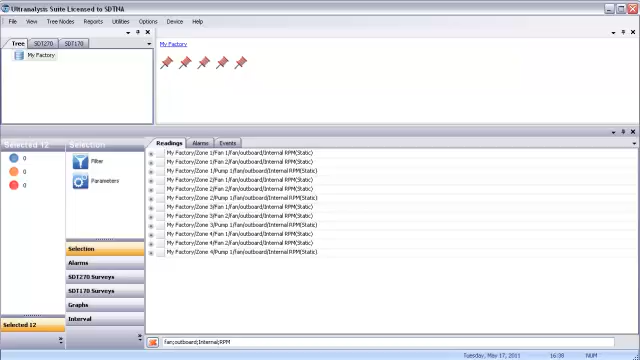 Ultranalysis Suite Licensed to SDTNA
File View Tree Nodes Reports Utilities Options Device Help
Tree SDT270 SDT170
My Factory
My Factory
Selected 12
0
0
0
Selection
Filter
Parameters
Selection
Alarms
SDT270 Surveys
SDT170 Surveys
Graphs
Interval
Selected 12
Readings Alarms Events
My Factory/Zone 1/Fan 1/fan/outboard/Internal RPM(Static)
My Factory/Zone 1/Fan 2/fan/outboard/Internal RPM(Static)
My Factory/Zone 1/Pump 1/fan/outboard/Internal RPM(Static)
My Factory/Zone 2/Fan 1/fan/outboard/Internal RPM(Static)
My Factory/Zone 2/Fan 2/fan/outboard/Internal RPM(Static)
My Factory/Zone 2/Pump 1/fan/outboard/Internal RPM(Static)
My Factory/Zone 3/Fan 1/fan/outboard/Internal RPM(Static)
My Factory/Zone 3/Fan 2/fan/outboard/Internal RPM(Static)
My Factory/Zone 3/Pump 1/fan/outboard/Internal RPM(Static)
My Factory/Zone 4/Fan 1/fan/outboard/Internal RPM(Static)
My Factory/Zone 4/Fan 2/fan/outboard/Internal RPM(Static)
My Factory/Zone 4/Pump 1/fan/outboard/Internal RPM(Static)
fan;outboard;Internal;RPM
Tuesday, May 17, 2011 16:38 NUM